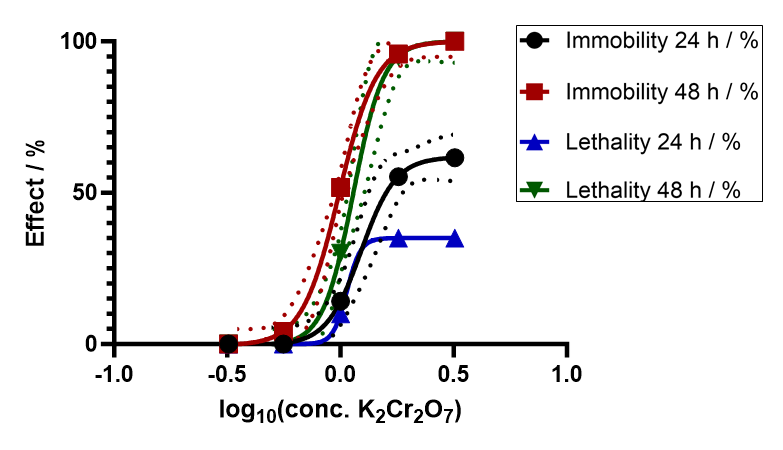 Immobility 24 h / %
Immobility 48 h / %
Lethality 24 h / %
Lethality 48 h / %
Effect / %
100
50
0
-1.0
-0.5
0.0
0.5
1.0
log₁₀(conc. K₂Cr₂O₇)